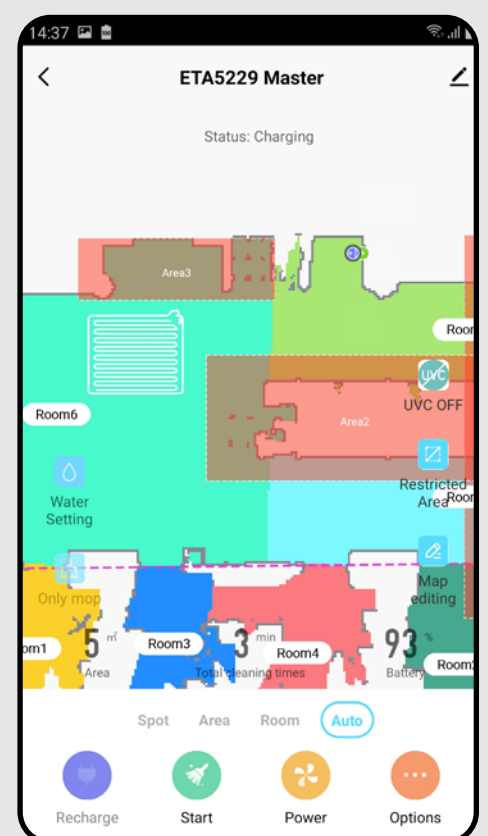 14:37
ETA5229 Master
Status: Charging
Area3
Roor
UVC
UVC OFF
Room6
Area2
Restricted
Area
Roor
Water
Setting
Map
editing
Only mop
om1
5 ㎡
Area
Room3
3 min
Total cleaning times
Room4
93 %
Battery
Room2
Spot
Area
Room
Auto
Recharge
Start
Power
Options